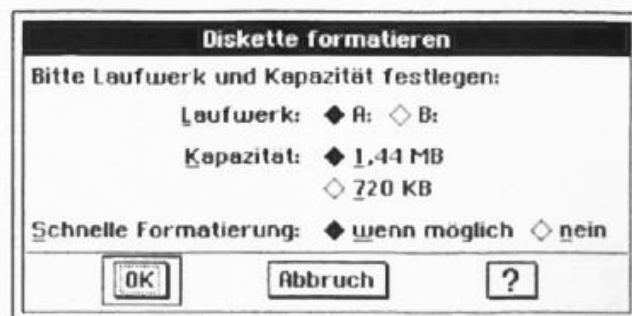 Diskette formatieren
Bitte Laufwerk und Kapazität festlegen:
Laufwerk: A: B:
Kapazitat: 1,44 MB
720 KB
Schnelle Formatierung: wenn möglich nein
OK Abbruch ?